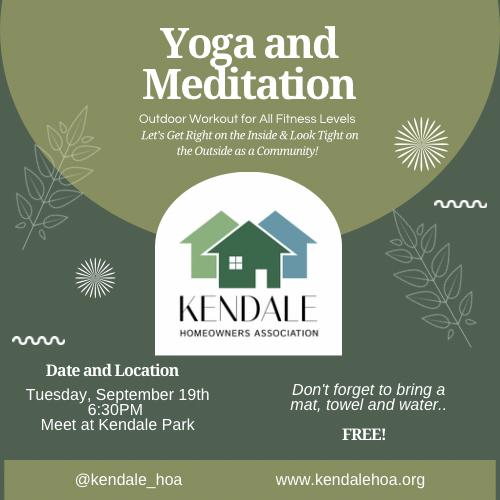 Yoga and
Meditation
Outdoor Workout for All Fitness Levels
Let's Get Right on the Inside & Look Tight on
the Outside as a Community!
KENDALE
HOMEOWNERS ASSOCIATION
Date and Location
Tuesday, September 19th
6:30PM
Meet at Kendale Park
Don't forget to bring a
mat, towel and water..
FREE!
@kendale_hoa
www.kendalehoa.org